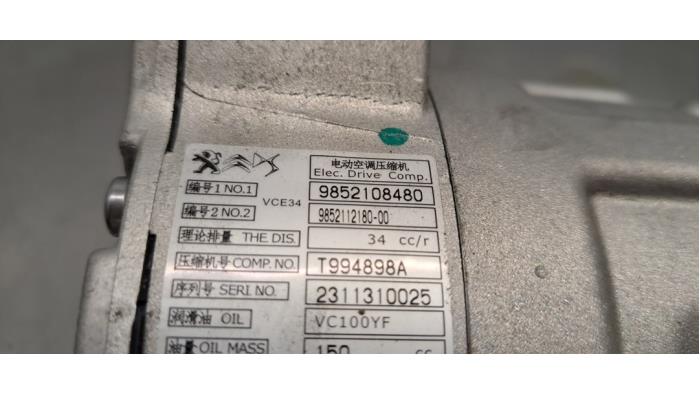 电动空调压缩机
Elec. Drive Comp.
编号1 NO.1 9852108480
VCE34
编号2 NO.2 9852112180-00
理论排量 THE DIS. 34 cc/r
压缩机号 COMP.NO. T994898A
序列号 SERI NO. 2311310025
润滑油 OIL VC100YF
油量 OIL MASS 150 cc